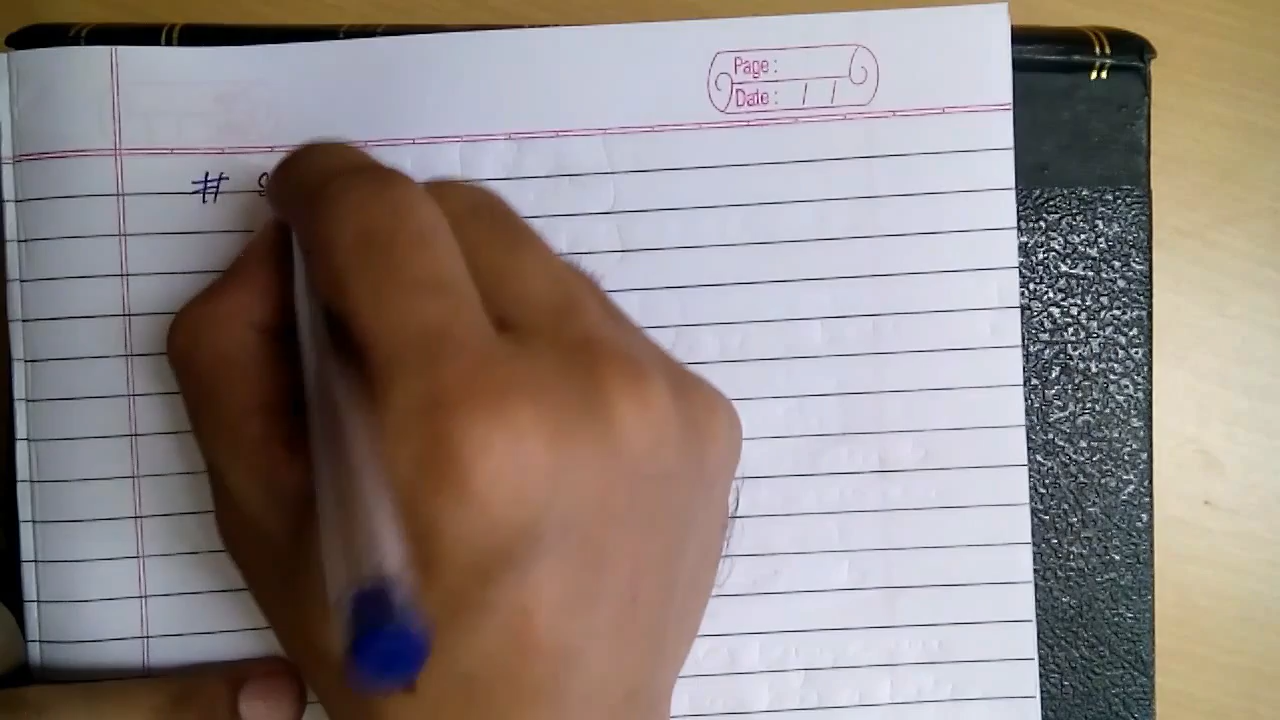 Page :
Date : / /
#